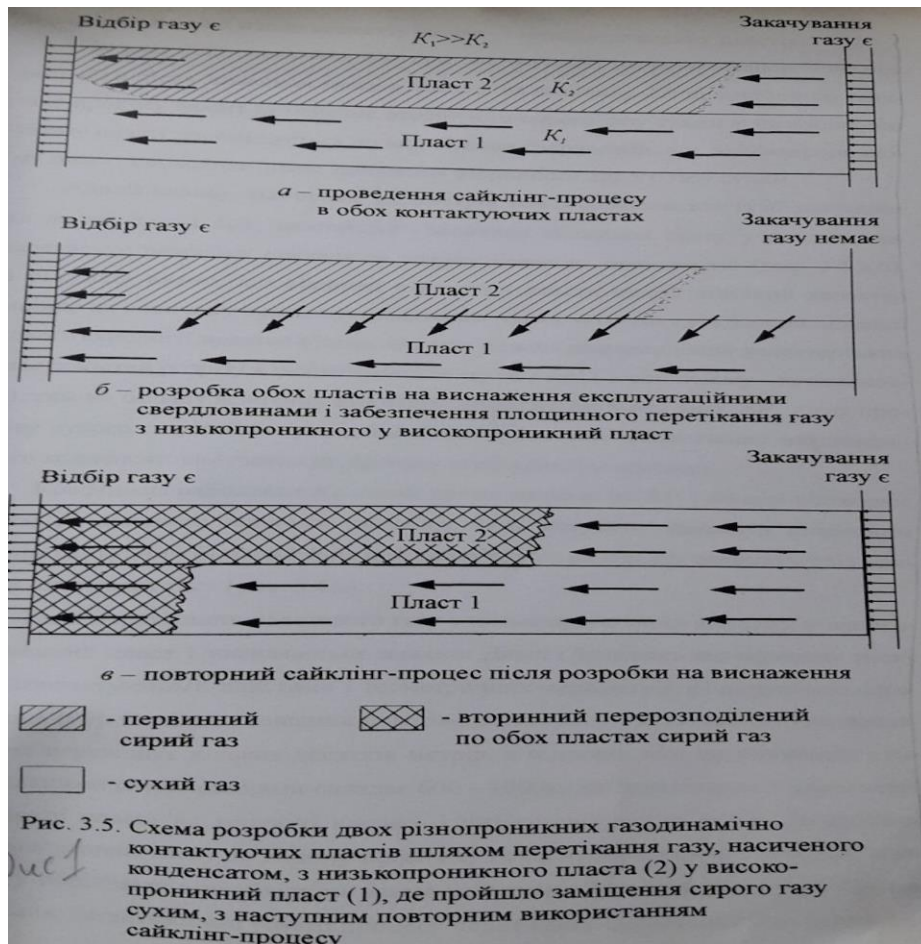 Відбір газу є
Закачування
газу є
К₁>>К₂
Пласт 2
К₂
Пласт 1
К₁
а – проведення сайклінг-процесу
в обох контактуючих пластах
Відбір газу є
Закачування
газу немає
Пласт 2
Пласт 1
б – розробка обох пластів на виснаження експлуатаційними
свердловинами і забезпечення площинного перетікання газу
з низькопроникного у високопроникний пласт
Відбір газу є
Закачування
газу є
Пласт 2
Пласт 1
в – повторний сайклінг-процес після розробки на виснаження
- первинний
сирий газ
- вторинний перерозподілений
по обох пластах сирий газ
- сухий газ
Рис. 3.5. Схема розробки двох різнопроникних газодинамічно
контактуючих пластів шляхом перетікання газу, насиченого
конденсатом, з низькопроникного пласта (2) у високо-
проникний пласт (1), де пройшло заміщення сирого газу
сухим, з наступним повторним використанням
сайклінг-процесу
Рис1